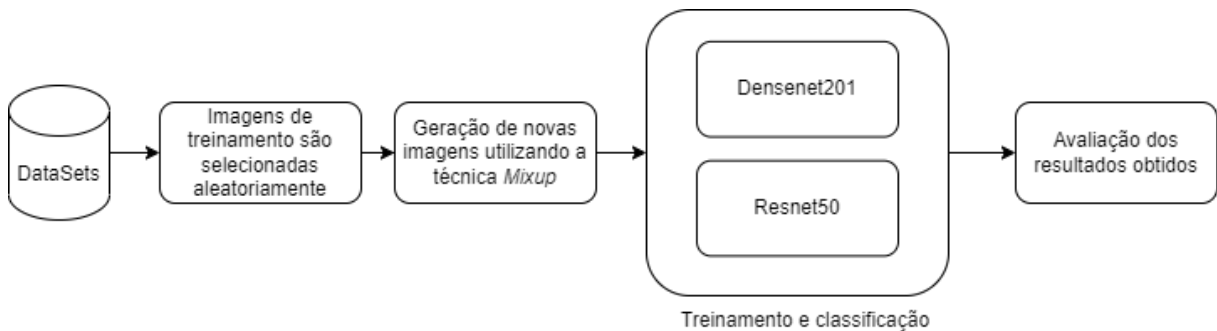 DataSets
Imagens de
treinamento são
selecionadas
aleatoriamente
Geração de novas
imagens utilizando a
técnica Mixup
Densenet201
Resnet50
Treinamento e classificação
Avaliação dos
resultados obtidos